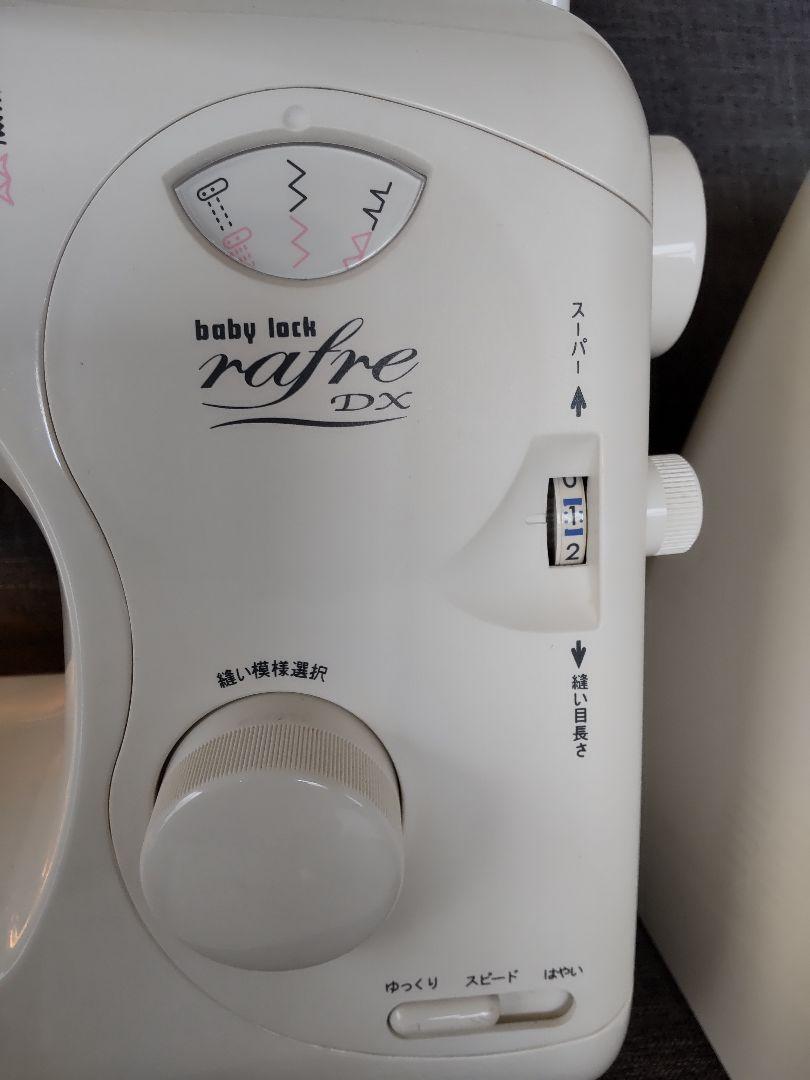 baby lock
rafre
DX
スーパー
0
1
2
縫い目長さ
縫い模様選択
ゆっくり スピード はやい